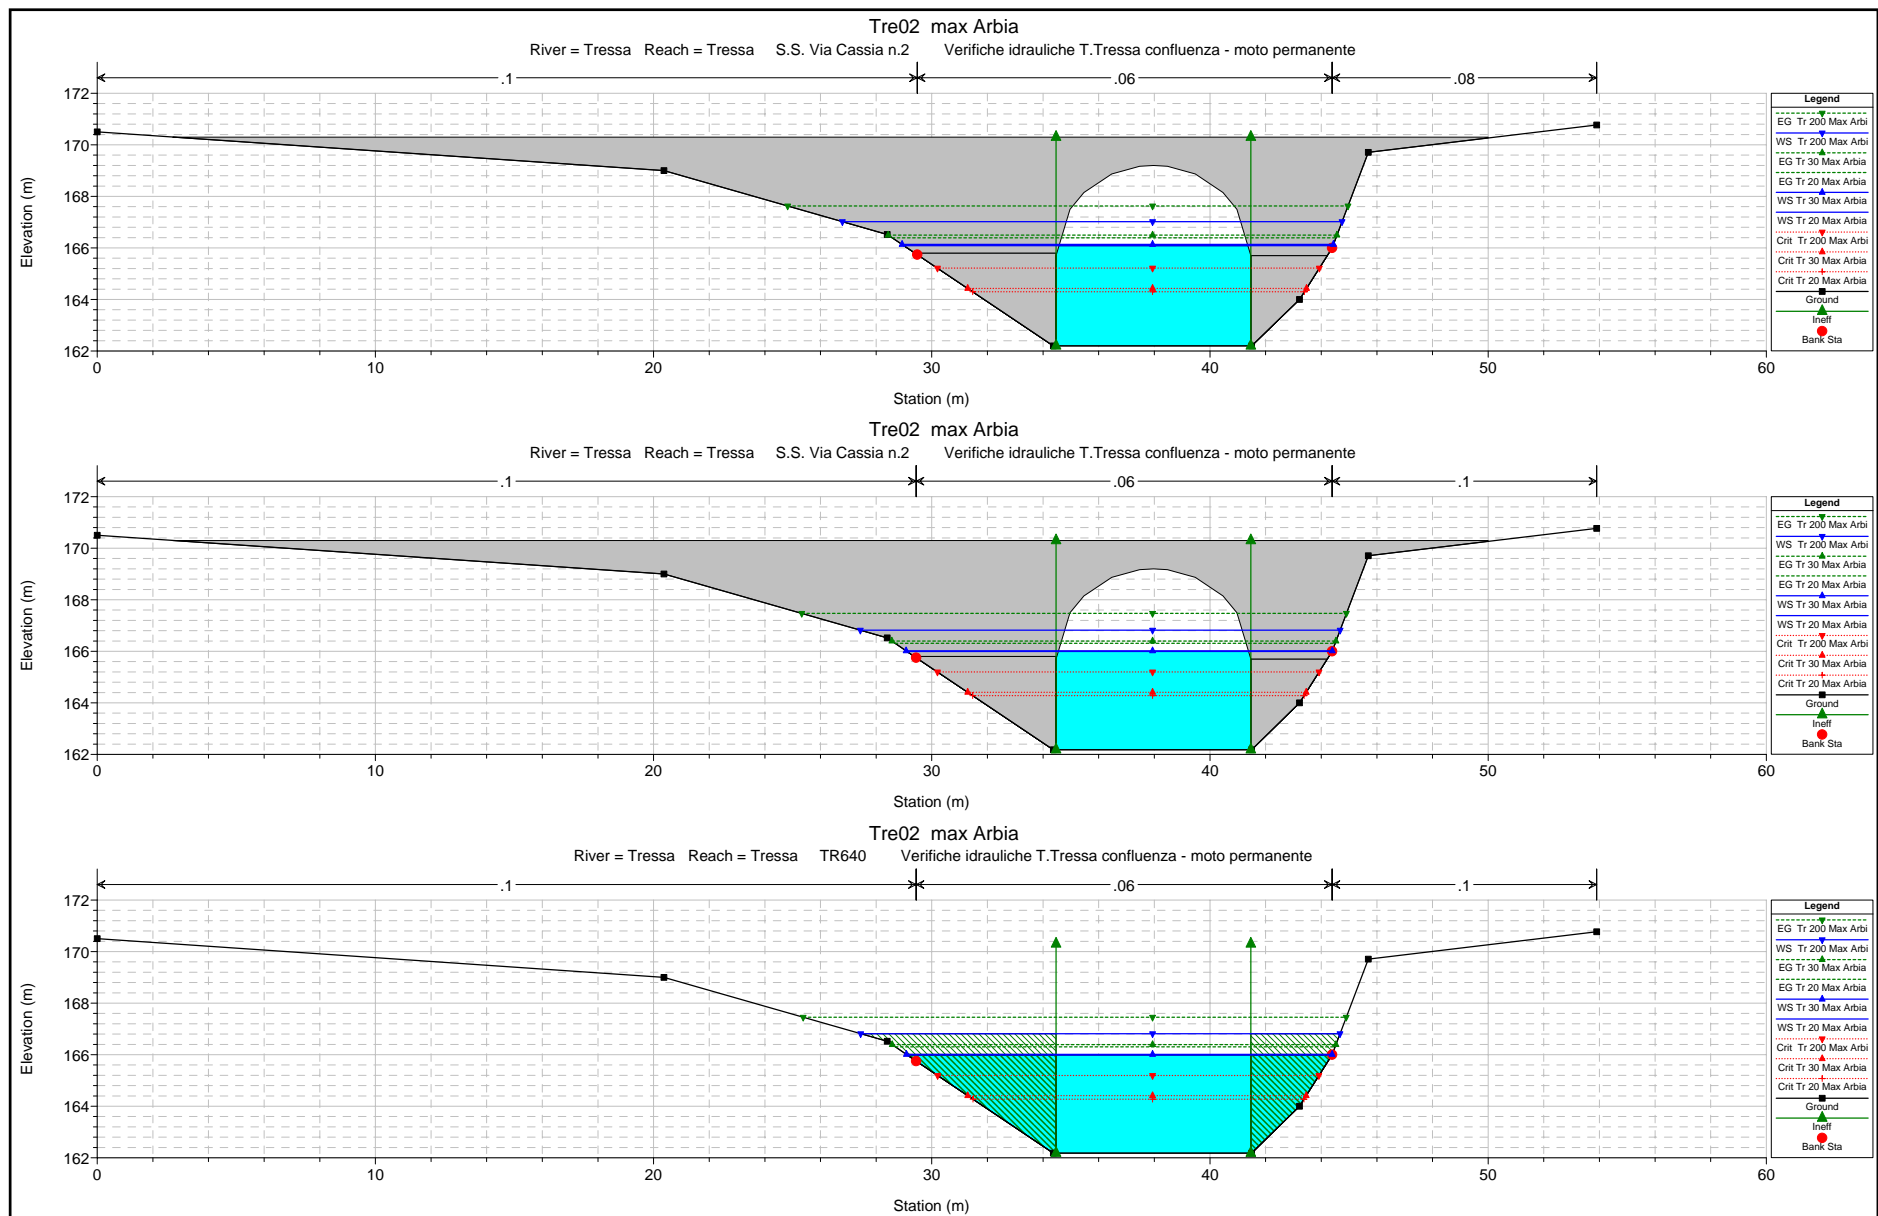 Tre02 max Arbia
River = Tressa Reach = Tressa S.S. Via Cassia n.2 Verifiche idrauliche T.Tressa confluenza - moto permanente
.1 .06 .08
172
170
168
166
164
162
0 10 20 30 40 50 60
Elevation (m)
Station (m)
Legend
EG Tr 200 Max Arbi
WS Tr 200 Max Arbi
EG Tr 30 Max Arbia
EG Tr 20 Max Arbia
WS Tr 30 Max Arbia
WS Tr 20 Max Arbia
Crit Tr 200 Max Arbi
Crit Tr 30 Max Arbia
Crit Tr 20 Max Arbia
Ground
Ineff
Bank Sta
Tre02 max Arbia
River = Tressa Reach = Tressa S.S. Via Cassia n.2 Verifiche idrauliche T.Tressa confluenza - moto permanente
.1 .06 .1
172
170
168
166
164
162
0 10 20 30 40 50 60
Elevation (m)
Station (m)
Legend
EG Tr 200 Max Arbi
WS Tr 200 Max Arbi
EG Tr 30 Max Arbia
EG Tr 20 Max Arbia
WS Tr 30 Max Arbia
WS Tr 20 Max Arbia
Crit Tr 200 Max Arbi
Crit Tr 30 Max Arbia
Crit Tr 20 Max Arbia
Ground
Ineff
Bank Sta
Tre02 max Arbia
River = Tressa Reach = Tressa TR640 Verifiche idrauliche T.Tressa confluenza - moto permanente
.1 .06 .1
172
170
168
166
164
162
0 10 20 30 40 50 60
Elevation (m)
Station (m)
Legend
EG Tr 200 Max Arbi
WS Tr 200 Max Arbi
EG Tr 30 Max Arbia
EG Tr 20 Max Arbia
WS Tr 30 Max Arbia
WS Tr 20 Max Arbia
Crit Tr 200 Max Arbi
Crit Tr 30 Max Arbia
Crit Tr 20 Max Arbia
Ground
Ineff
Bank Sta